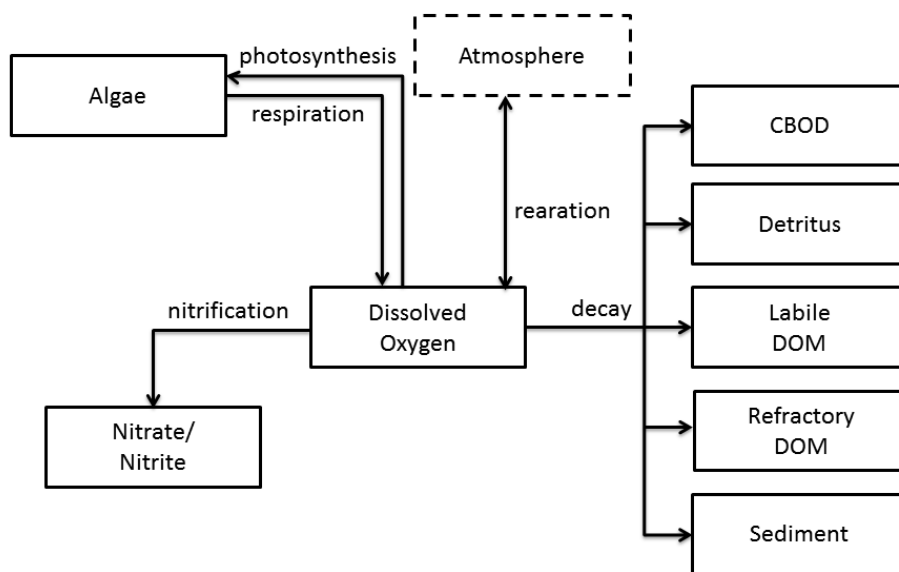 photosynthesis
Algae
respiration
Atmosphere
CBOD
Detritus
rearation
nitrification
Dissolved
Oxygen
decay
Labile
DOM
Nitrate/
Nitrite
Refractory
DOM
Sediment